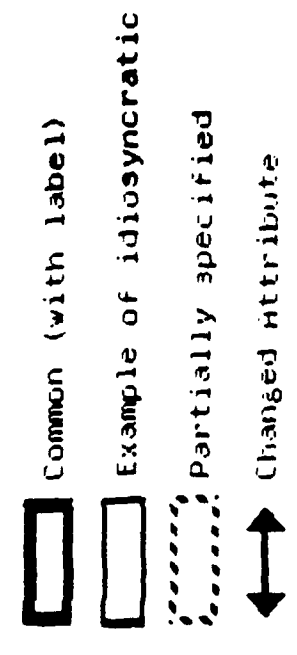 Common (with label)
Example of idiosyncratic
Partially specified
Changed Attribute